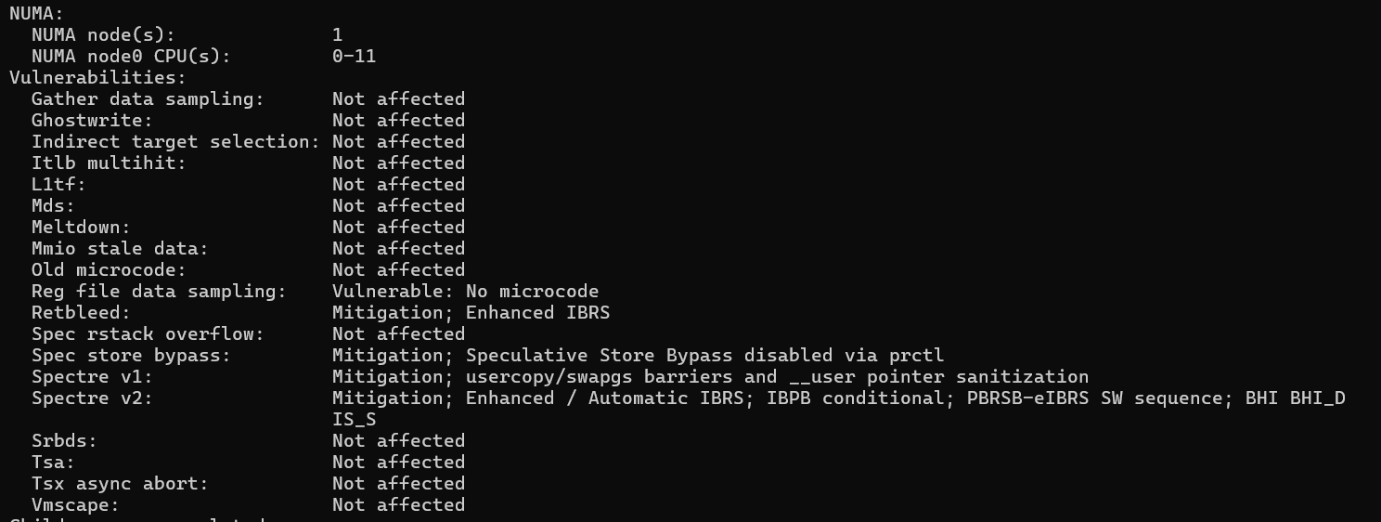 NUMA:
NUMA node(s): 1
NUMA node0 CPU(s): 0-11
Vulnerabilities:
Gather data sampling: Not affected
Ghostwrite: Not affected
Indirect target selection: Not affected
Itlb multihit: Not affected
L1tf: Not affected
Mds: Not affected
Meltdown: Not affected
Mmio stale data: Not affected
Old microcode: Not affected
Reg file data sampling: Vulnerable: No microcode
Retbleed: Mitigation; Enhanced IBRS
Spec rstack overflow: Not affected
Spec store bypass: Mitigation; Speculative Store Bypass disabled via prctl
Spectre v1: Mitigation; usercopy/swapgs barriers and __user pointer sanitization
Spectre v2: Mitigation; Enhanced / Automatic IBRS; IBPB conditional; PBRSB-eIBRS SW sequence; BHI BHI_D
IS_S
Srbds: Not affected
Tsa: Not affected
Tsx async abort: Not affected
Vmscape: Not affected